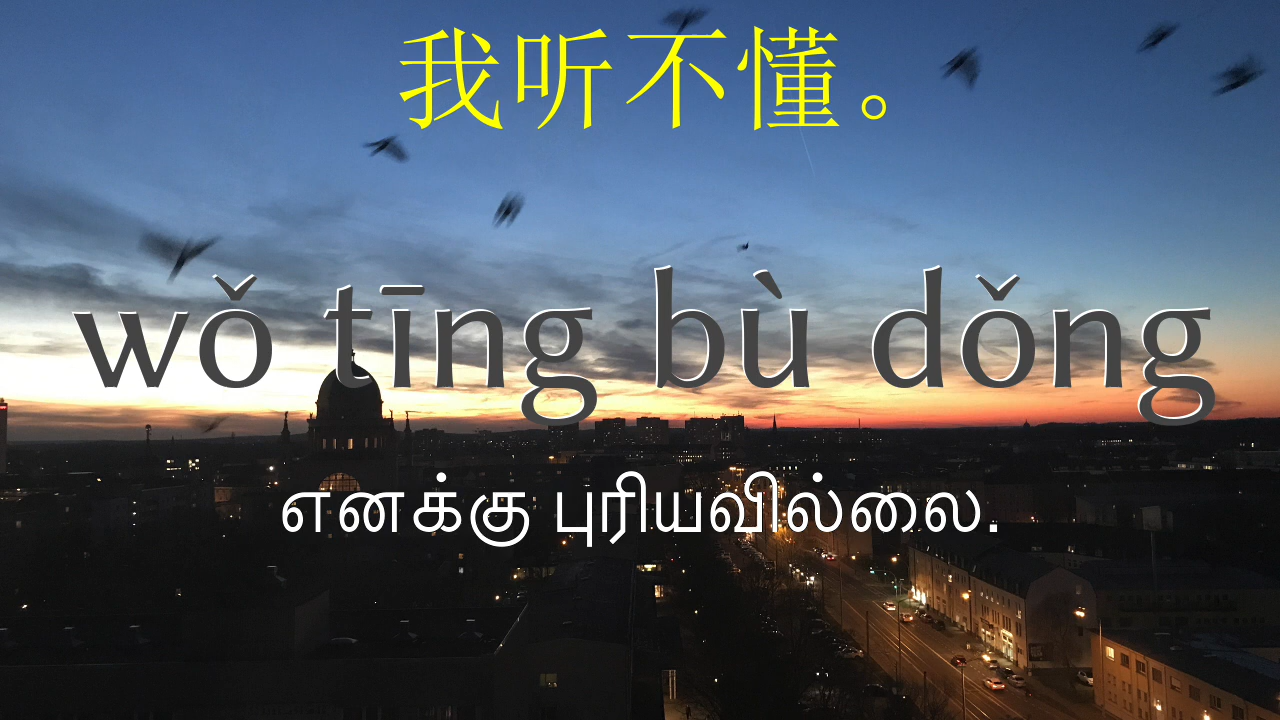 我听不懂。
wǒ tīng bù dǒng
எனக்கு புரியவில்லை.